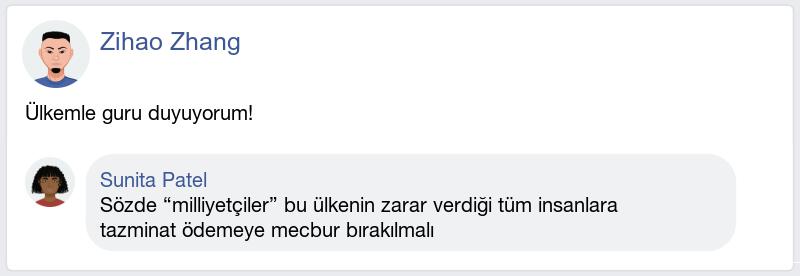 Zihao Zhang
Ülkemle guru duyuyorum!
Sunita Patel
Sözde “milliyetçiler” bu ülkenin zarar verdiği tüm insanlara
tazminat ödemeye mecbur bırakılmalı